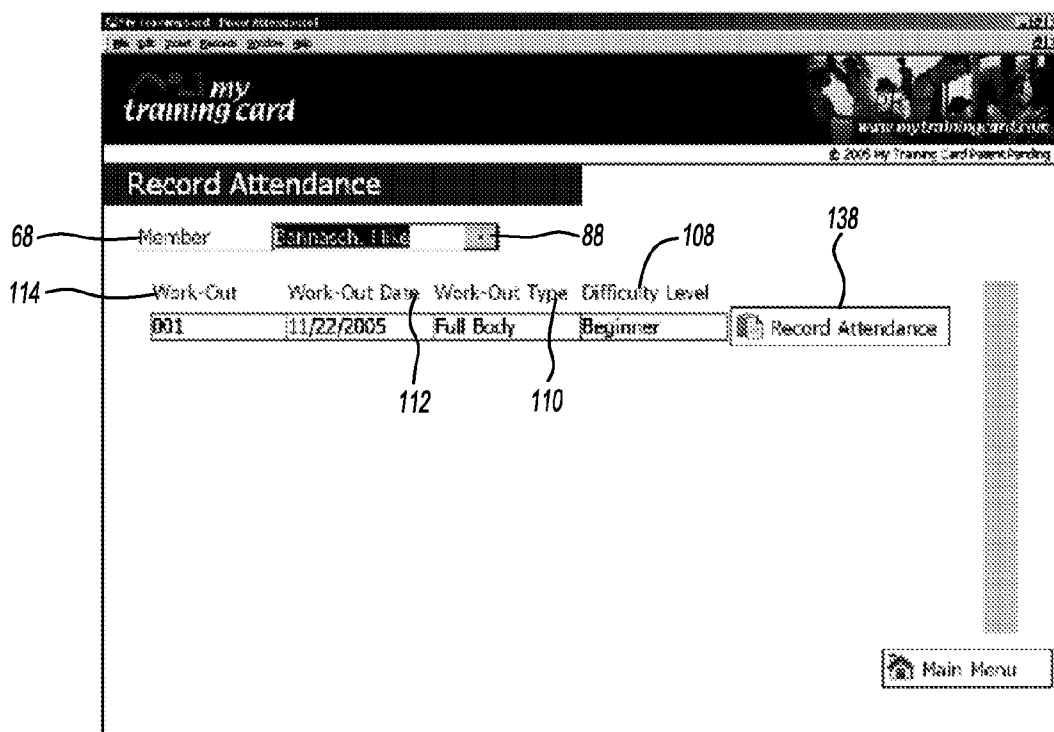 my
training card
www.mytrainingcard.com
© 2005 My Training Card Patent Pending
Record Attendance
68 Member 88 108 138
114 Work-Out Work-Out Date Work-Out Type Difficulty Level
001 11/22/2005 Full Body Beginner Record Attendance
112 110
Main Menu